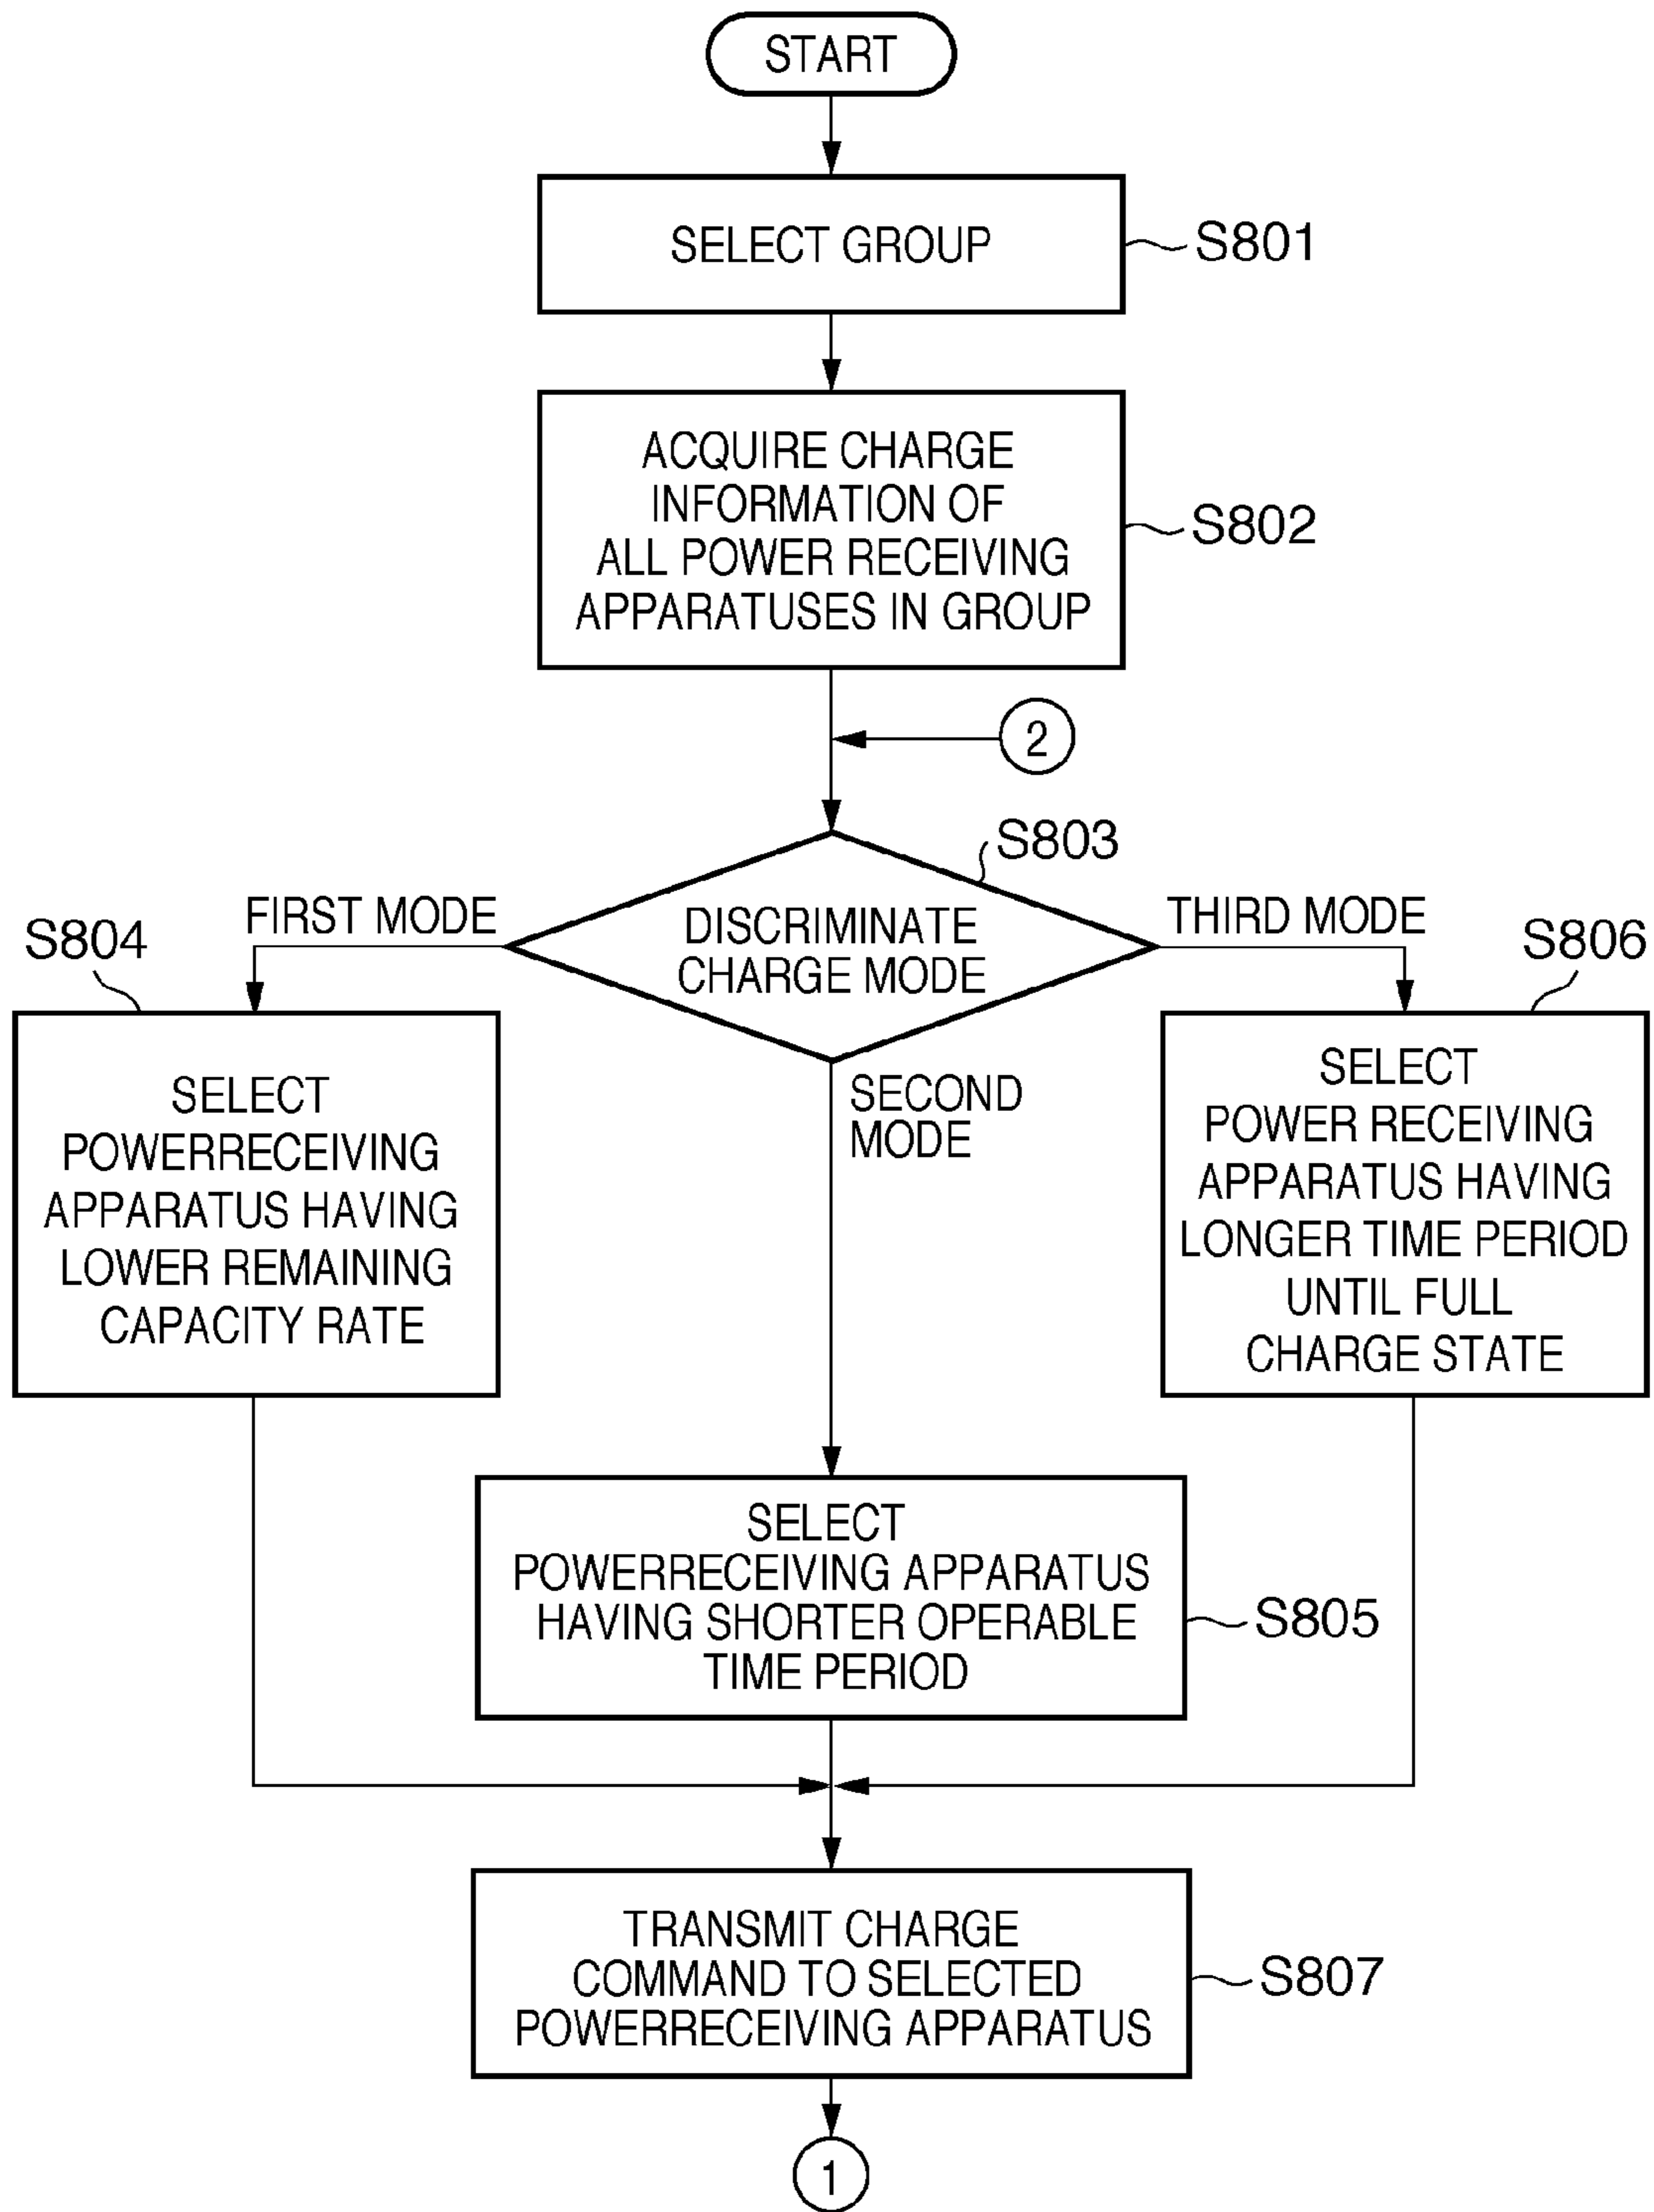 START
SELECT GROUP
S801
ACQUIRE CHARGE
INFORMATION OF
ALL POWER RECEIVING
APPARATUSES IN GROUP
S802
2
S803
DISCRIMINATE
CHARGE MODE
FIRST MODE
THIRD MODE
SECOND
MODE
S804
SELECT
POWERRECEIVING
APPARATUS HAVING
LOWER REMAINING
CAPACITY RATE
S806
SELECT
POWER RECEIVING
APPARATUS HAVING
LONGER TIME PERIOD
UNTIL FULL
CHARGE STATE
SELECT
POWERRECEIVING APPARATUS
HAVING SHORTER OPERABLE
TIME PERIOD
S805
TRANSMIT CHARGE
COMMAND TO SELECTED
POWERRECEIVING APPARATUS
S807
1